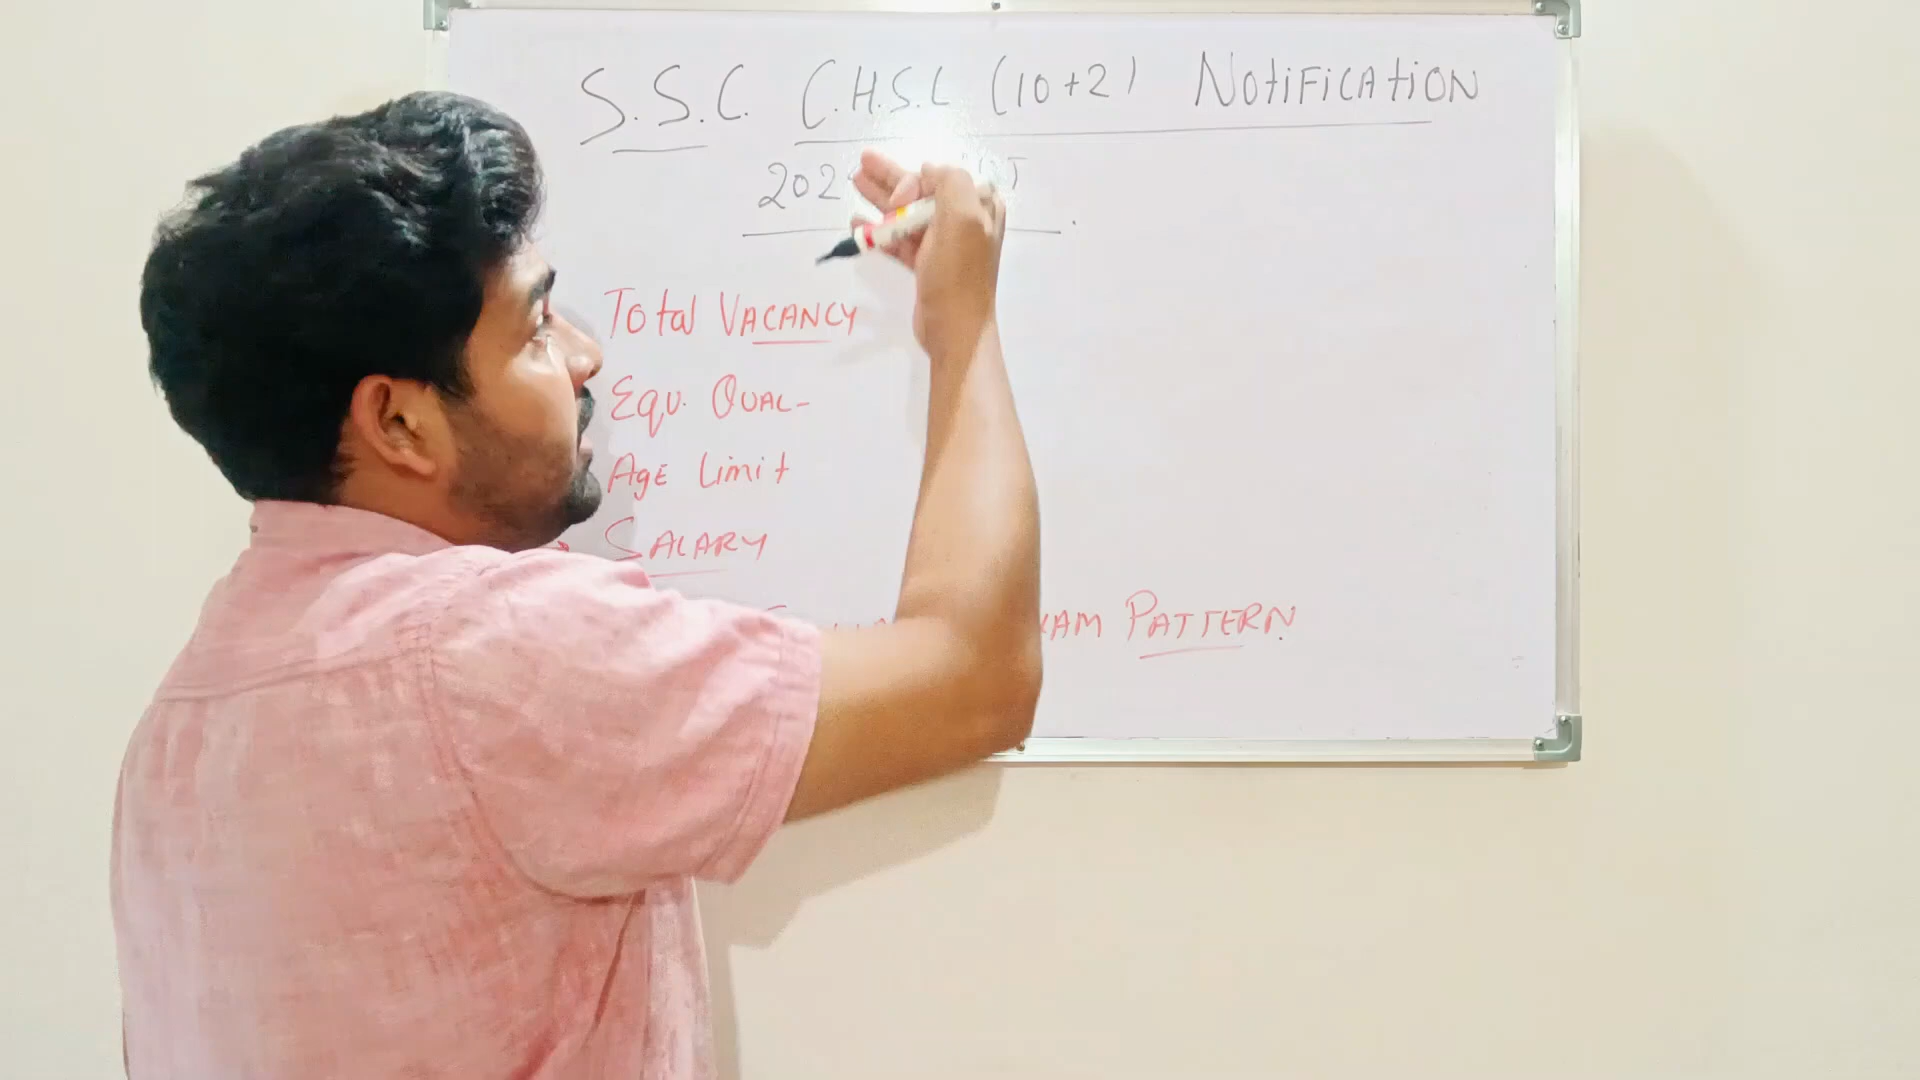 S.S.C. C.H.S.L (10+2) NotiFicAtiON
Total VACANCY
Equ. QUAL-
AgE Limit
SALARY
PATTERN